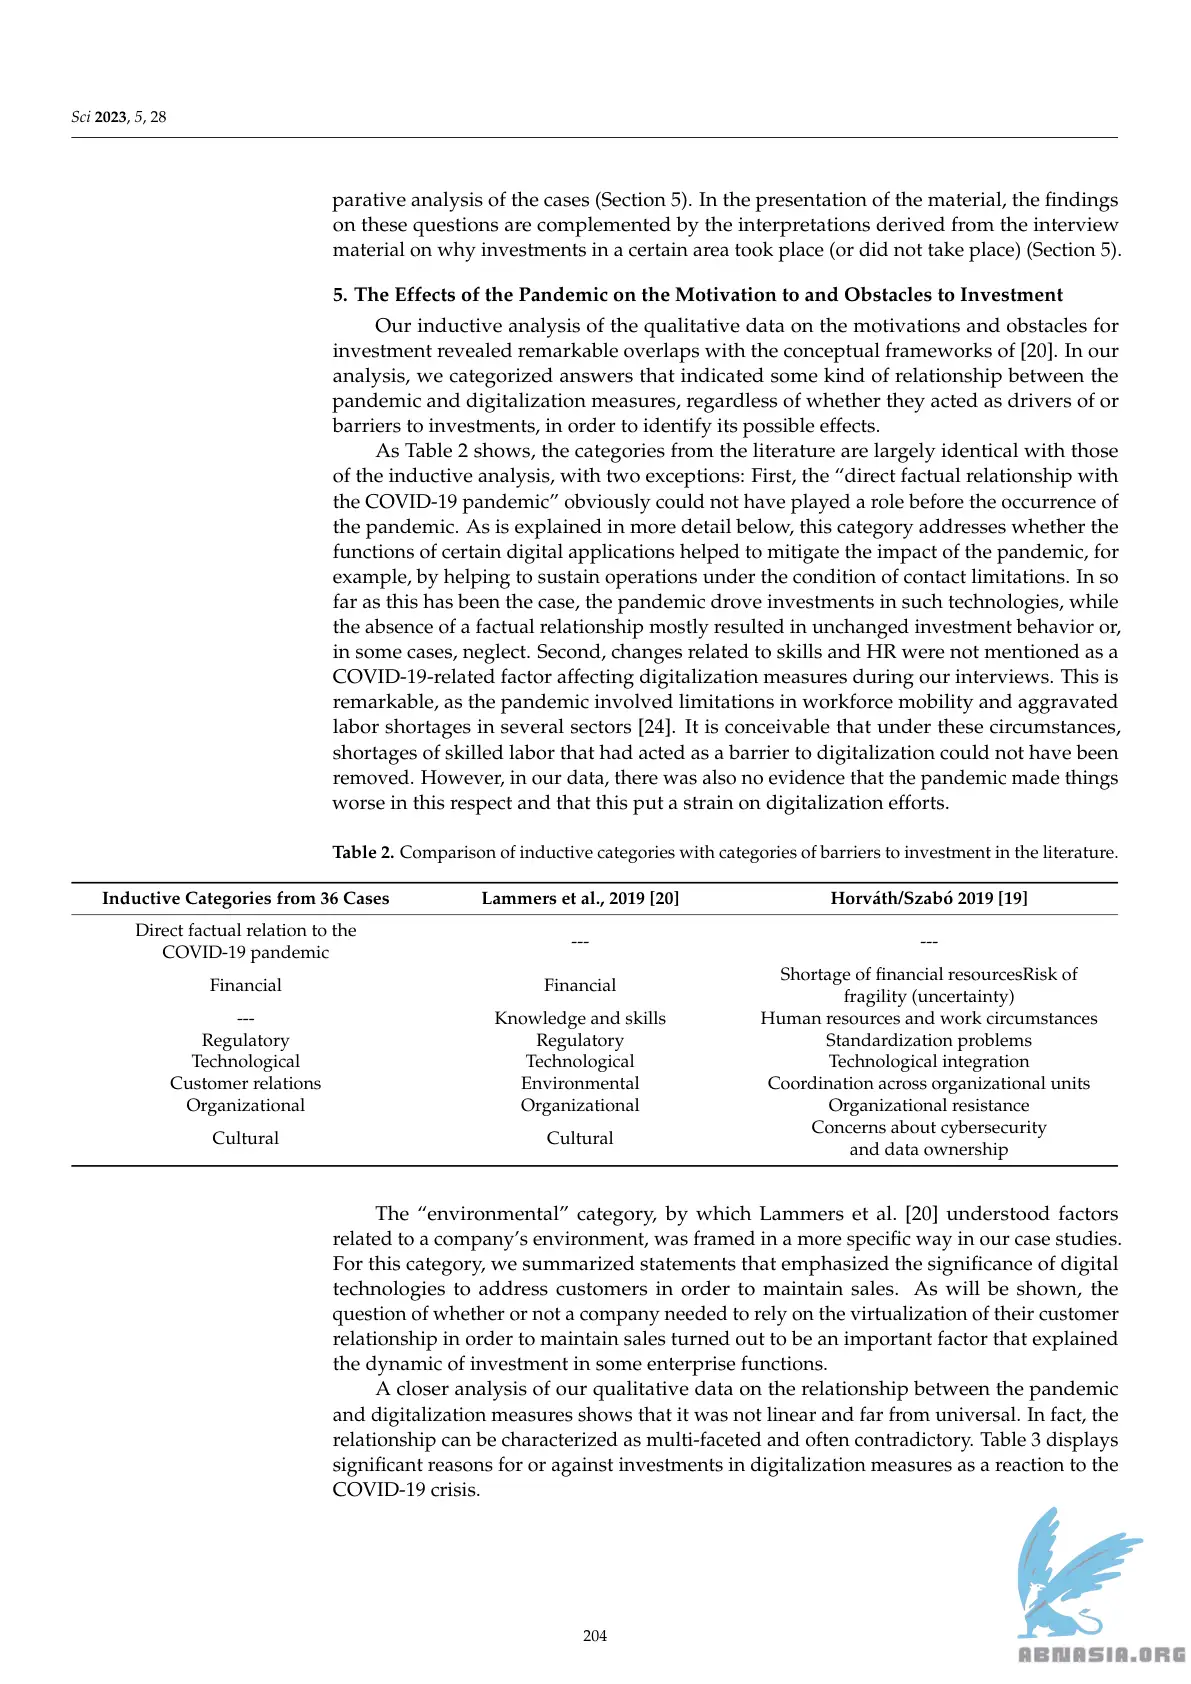 Sci 2023, 5, 28
parative analysis of the cases (Section 5). In the presentation of the material, the findings
on these questions are complemented by the interpretations derived from the interview
material on why investments in a certain area took place (or did not take place) (Section 5).
5. The Effects of the Pandemic on the Motivation to and Obstacles to Investment
Our inductive analysis of the qualitative data on the motivations and obstacles for
investment revealed remarkable overlaps with the conceptual frameworks of [20]. In our
analysis, we categorized answers that indicated some kind of relationship between the
pandemic and digitalization measures, regardless of whether they acted as drivers of or
barriers to investments, in order to identify its possible effects.
As Table 2 shows, the categories from the literature are largely identical with those
of the inductive analysis, with two exceptions: First, the “direct factual relationship with
the COVID-19 pandemic” obviously could not have played a role before the occurrence of
the pandemic. As is explained in more detail below, this category addresses whether the
functions of certain digital applications helped to mitigate the impact of the pandemic, for
example, by helping to sustain operations under the condition of contact limitations. In so
far as this has been the case, the pandemic drove investments in such technologies, while
the absence of a factual relationship mostly resulted in unchanged investment behavior or,
in some cases, neglect. Second, changes related to skills and HR were not mentioned as a
COVID-19-related factor affecting digitalization measures during our interviews. This is
remarkable, as the pandemic involved limitations in workforce mobility and aggravated
labor shortages in several sectors [24]. It is conceivable that under these circumstances,
shortages of skilled labor that had acted as a barrier to digitalization could not have been
removed. However, in our data, there was also no evidence that the pandemic made things
worse in this respect and that this put a strain on digitalization efforts.
Table 2. Comparison of inductive categories with categories of barriers to investment in the literature.
Inductive Categories from 36 Cases Lammers et al., 2019 [20] Horváth/Szabó 2019 [19]
Direct factual relation to the
COVID-19 pandemic --- ---
Financial Financial Shortage of financial resourcesRisk of
fragility (uncertainty)
--- Knowledge and skills Human resources and work circumstances
Regulatory Regulatory Standardization problems
Technological Technological Technological integration
Customer relations Environmental Coordination across organizational units
Organizational Organizational Organizational resistance
Cultural Cultural Concerns about cybersecurity
and data ownership
The “environmental” category, by which Lammers et al. [20] understood factors
related to a company’s environment, was framed in a more specific way in our case studies.
For this category, we summarized statements that emphasized the significance of digital
technologies to address customers in order to maintain sales. As will be shown, the
question of whether or not a company needed to rely on the virtualization of their customer
relationship in order to maintain sales turned out to be an important factor that explained
the dynamic of investment in some enterprise functions.
A closer analysis of our qualitative data on the relationship between the pandemic
and digitalization measures shows that it was not linear and far from universal. In fact, the
relationship can be characterized as multi-faceted and often contradictory. Table 3 displays
significant reasons for or against investments in digitalization measures as a reaction to the
COVID-19 crisis.
204
ABNASIA.ORG